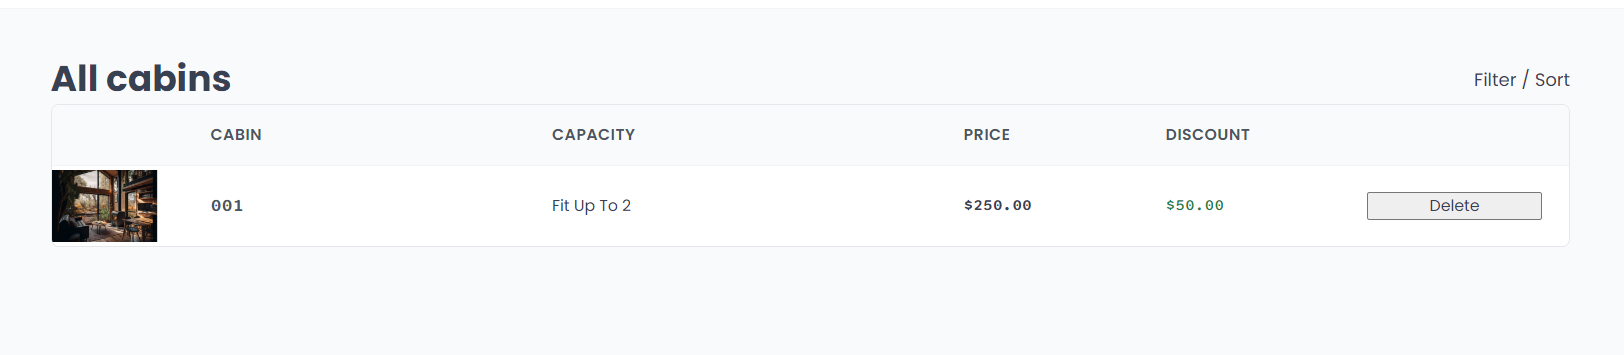 All cabins
Filter / Sort
CABIN CAPACITY PRICE DISCOUNT
001 Fit Up To 2 $250.00 $50.00 Delete